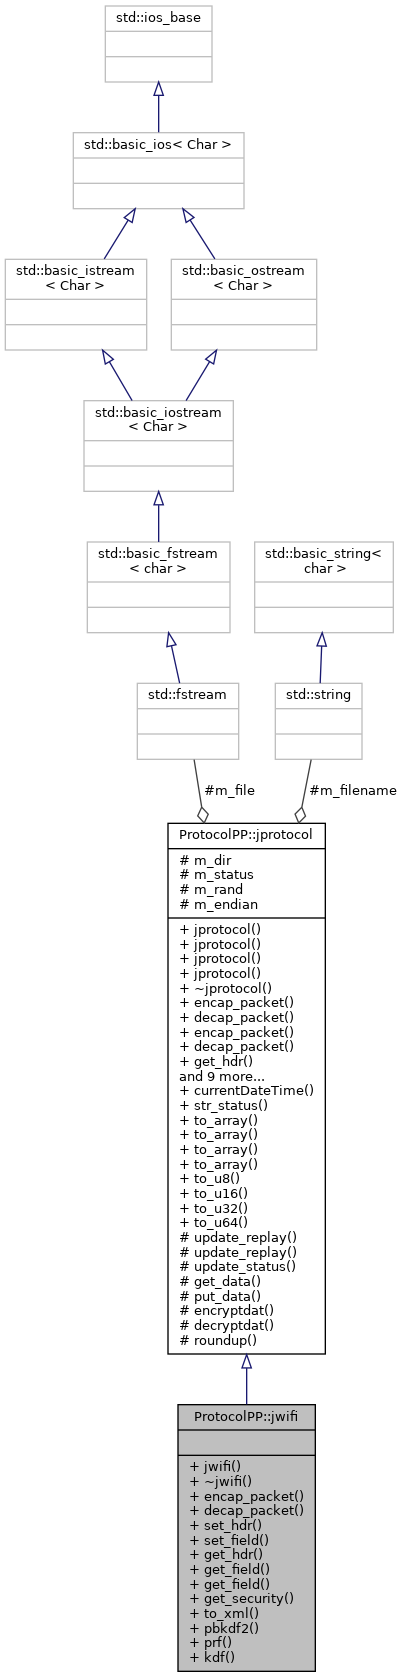 std::ios_base
std::basic_ios< Char >
std::basic_istream
< Char >
std::basic_ostream
< Char >
std::basic_iostream
< Char >
std::basic_fstream
< char >
std::basic_string<
char >
std::fstream
std::string
#m_file
#m_filename
ProtocolPP::jprotocol
# m_dir
# m_status
# m_rand
# m_endian
+ jprotocol()
+ jprotocol()
+ jprotocol()
+ jprotocol()
+ ~jprotocol()
+ encap_packet()
+ decap_packet()
+ encap_packet()
+ decap_packet()
+ get_hdr()
and 9 more...
+ currentDateTime()
+ str_status()
+ to_array()
+ to_array()
+ to_array()
+ to_array()
+ to_u8()
+ to_u16()
+ to_u32()
+ to_u64()
# update_replay()
# update_replay()
# update_status()
# get_data()
# put_data()
# encryptdat()
# decryptdat()
# roundup()
ProtocolPP::jwifi
+ jwifi()
+ ~jwifi()
+ encap_packet()
+ decap_packet()
+ set_hdr()
+ set_field()
+ get_hdr()
+ get_field()
+ get_field()
+ get_security()
+ to_xml()
+ pbkdf2()
+ prf()
+ kdf()